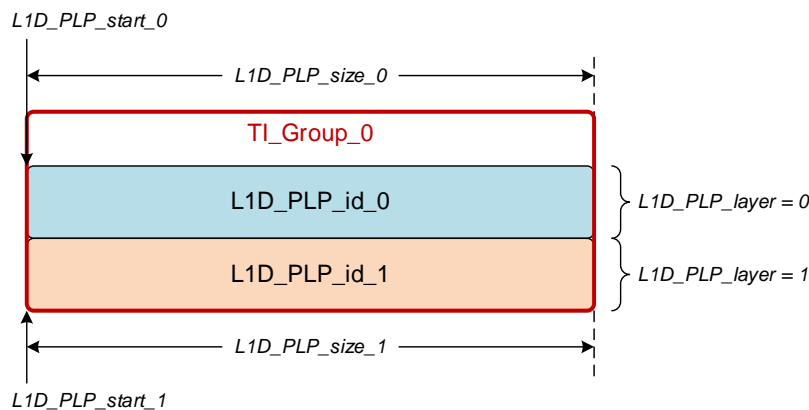 L1D_PLP_start_0
L1D_PLP_size_0
TI_Group_0
L1D_PLP_id_0
L1D_PLP_layer = 0
L1D_PLP_id_1
L1D_PLP_layer = 1
L1D_PLP_size_1
L1D_PLP_start_1